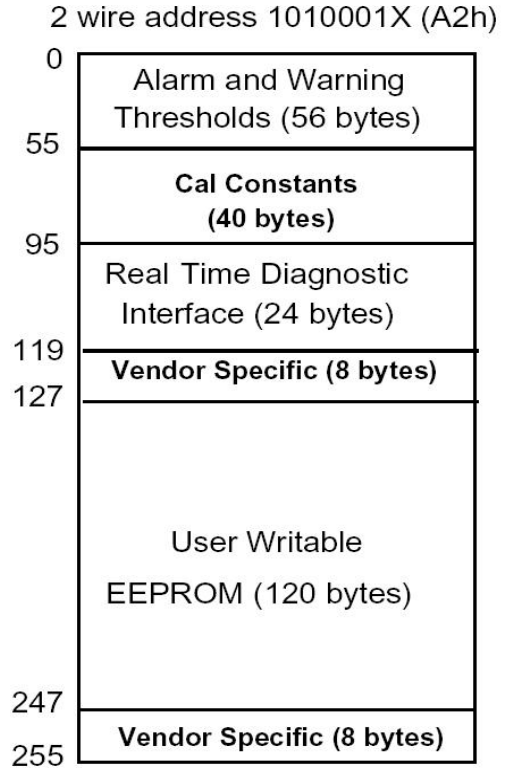 2 wire address 1010001X (A2h)
0
Alarm and Warning
Thresholds (56 bytes)
55
Cal Constants
(40 bytes)
95
Real Time Diagnostic
Interface (24 bytes)
119
Vendor Specific (8 bytes)
127
User Writable
EEPROM (120 bytes)
247
Vendor Specific (8 bytes)
255